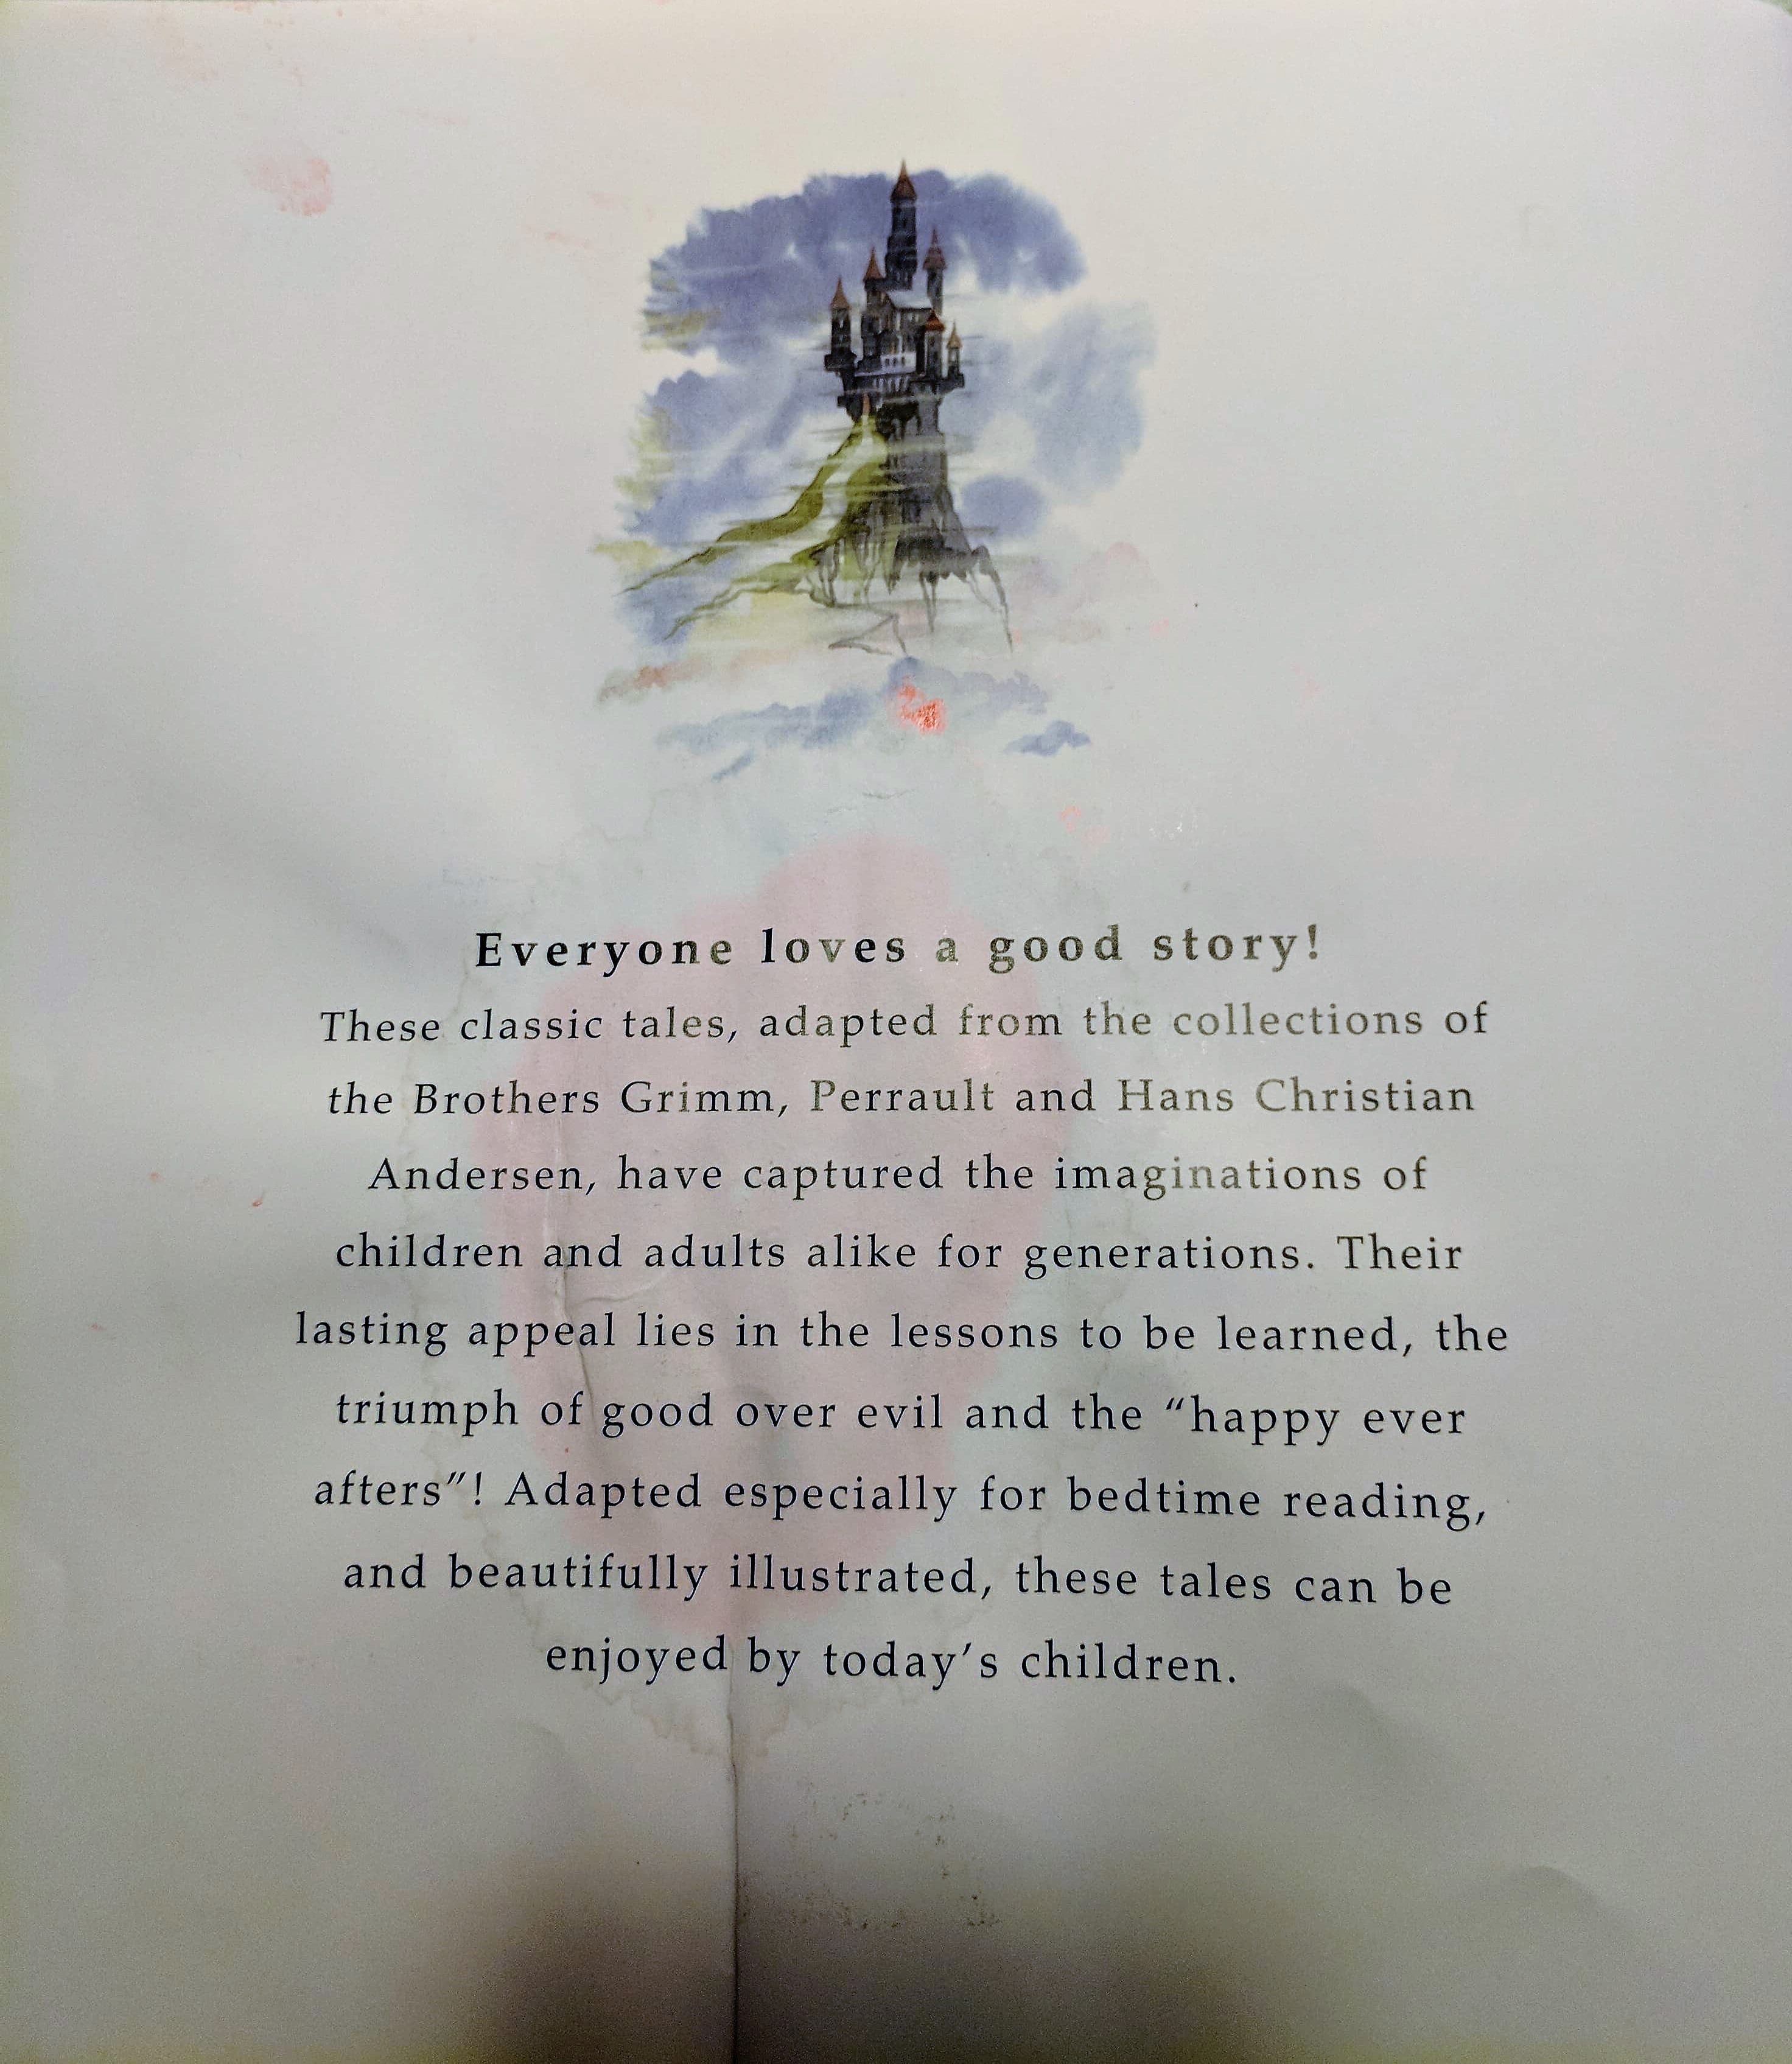 Everyone loves a good story!
These classic tales, adapted from the collections of
the Brothers Grimm, Perrault and Hans Christian
Andersen, have captured the imaginations of
children and adults alike for generations. Their
lasting appeal lies in the lessons to be learned, the
triumph of good over evil and the “happy ever
afters”! Adapted especially for bedtime reading,
and beautifully illustrated, these tales can be
enjoyed by today’s children.